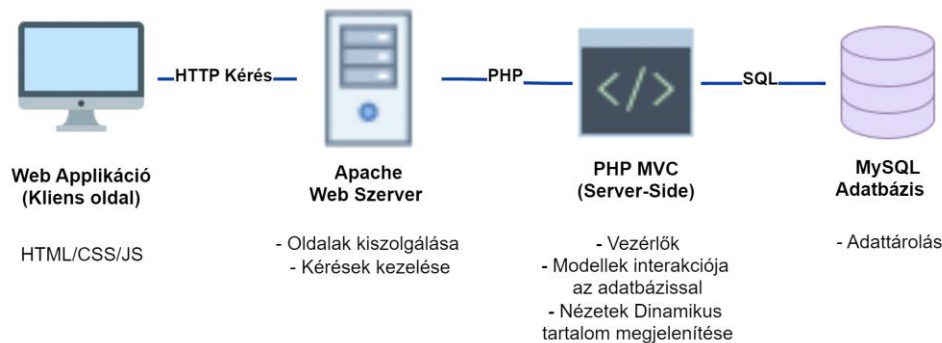 HTTP Kérés
PHP
SQL
Web Applikáció
(Kliens oldal)
HTML/CSS/JS
Apache
Web Szerver
- Oldalak kiszolgálása
- Kérések kezelése
</>
PHP MVC
(Server-Side)
- Vezérlők
- Modellek interakciója
az adatbázissal
- Nézetek Dinamikus
tartalom megjelenítése
MySQL
Adatbázis
- Adattárolás